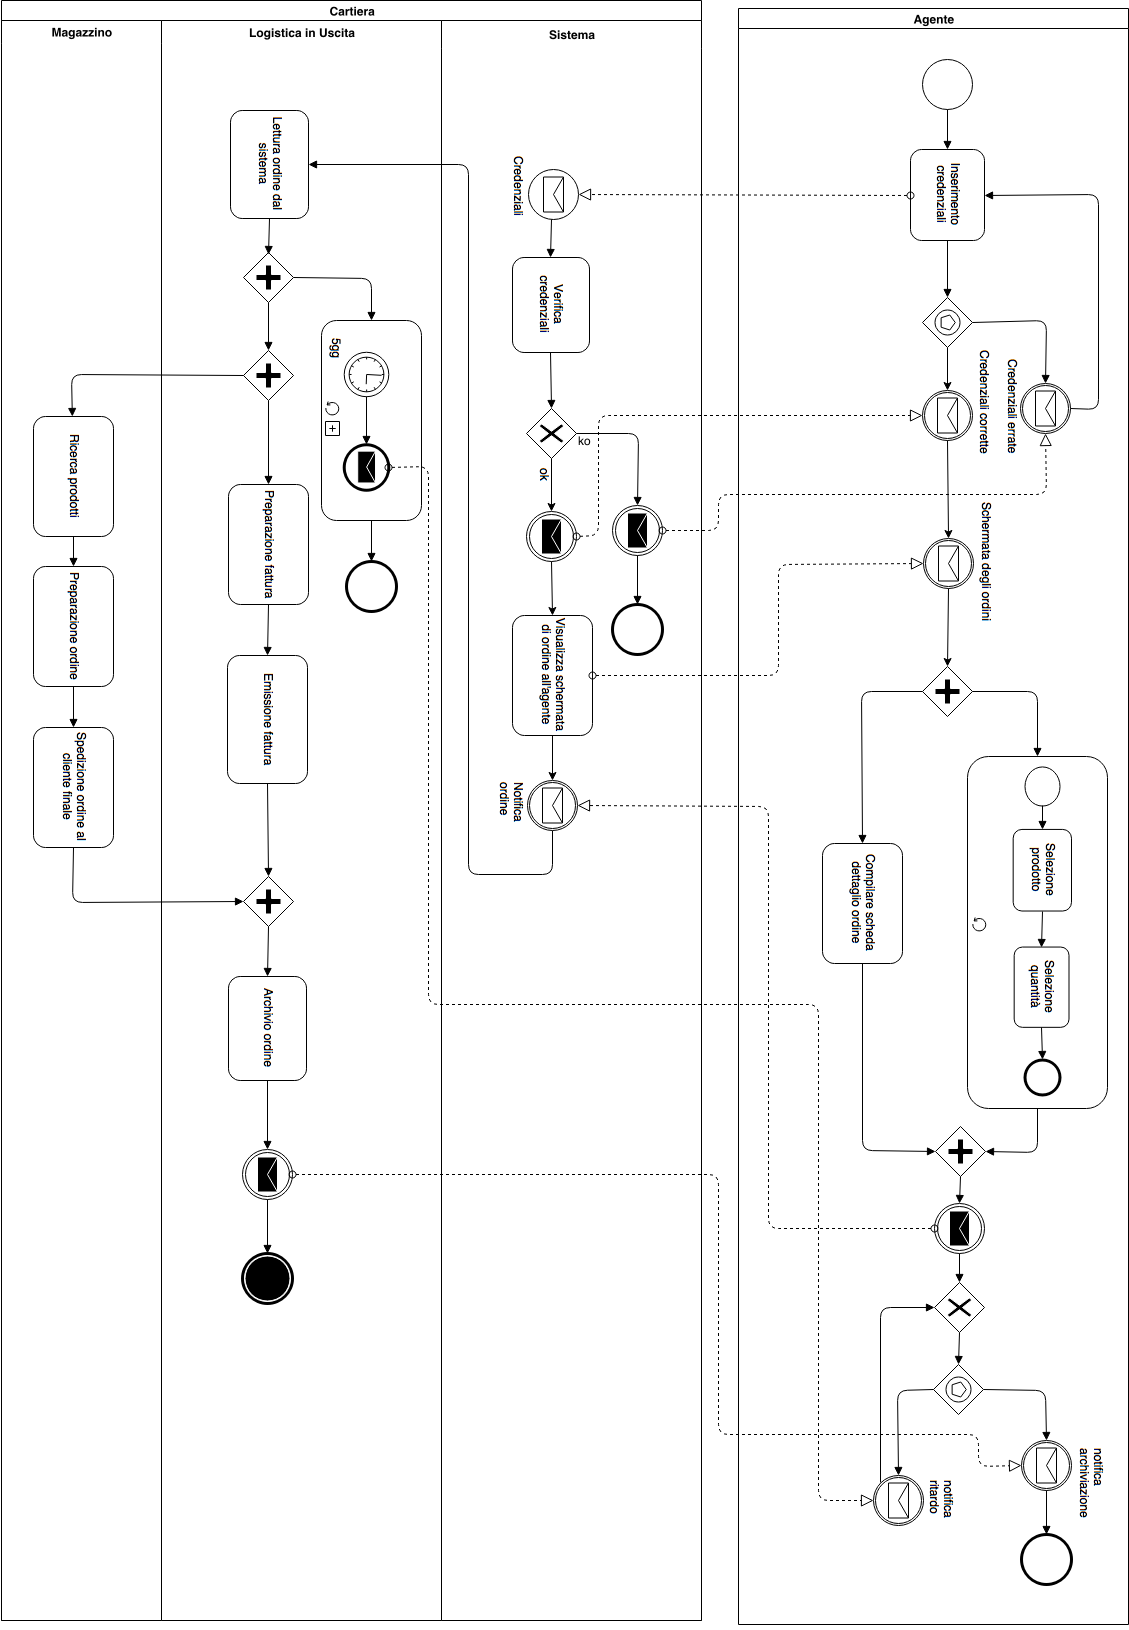 Cartiera
Agente
Magazzino
Logistica in Uscita
Sistema
Lettura ordine dal
sistema
Credenziali
Inserimento
credenziali
Verifica
credenziali
5gg
Credenziali corrette
Credenziali errate
ko
ok
Ricerca prodotti
Preparazione fattura
Schermata degli ordini
Preparazione ordine
Visualizza schermata
di ordine all'agente
Emissione fattura
Spedizione ordine al
cliente finale
Notifica
ordine
Compilare scheda
dettaglio ordine
Selezione
prodotto
Selezione
quantità
Archivio ordine
notifica
archiviazione
notifica
ritardo